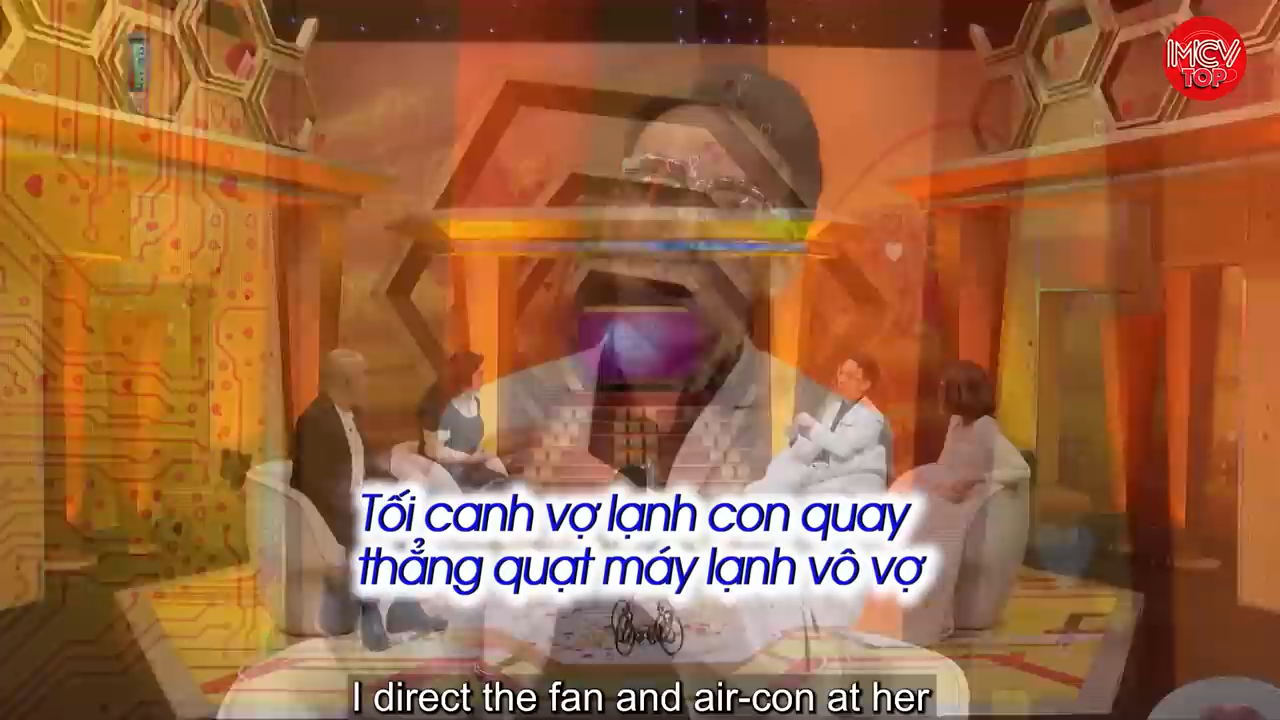 MCV
TOP
Tối canh vợ lạnh con quay
thẳng quạt máy lạnh vô vợ
I direct the fan and air-con at her